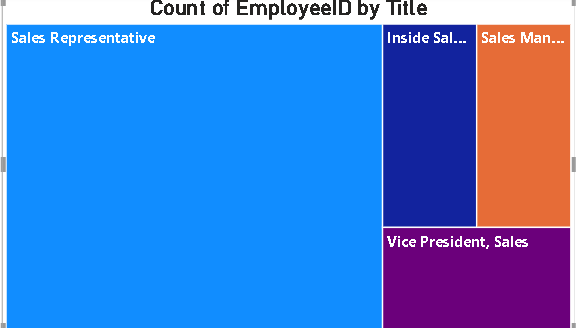 Count of EmployeeID by Title
Sales Representative
Inside Sal...
Sales Man...
Vice President, Sales